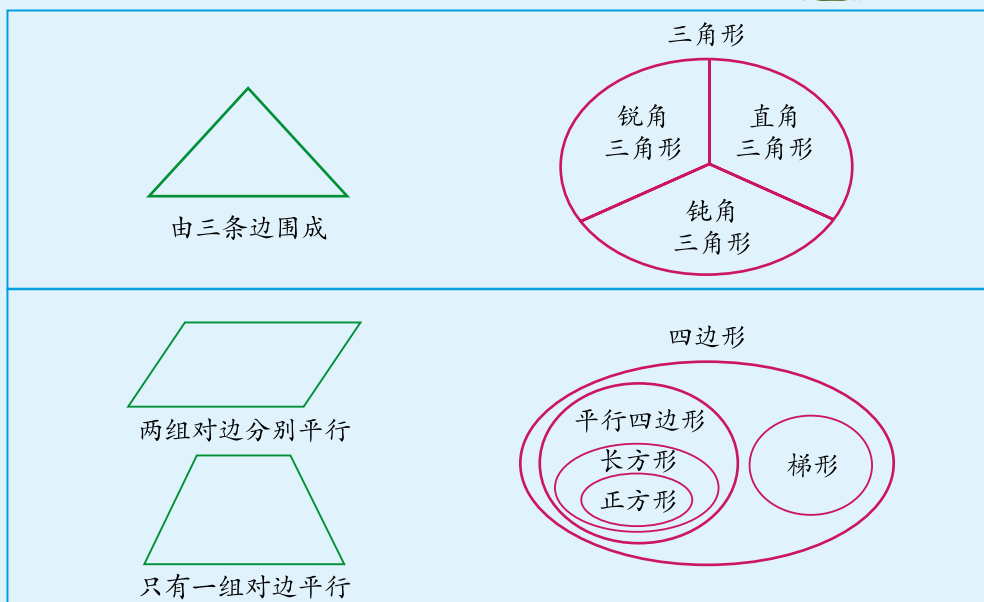 三角形
锐角
三角形
直角
三角形
钝角
三角形
由三条边围成
四边形
平行四边形
长方形
正方形
梯形
两组对边分别平行
只有一组对边平行